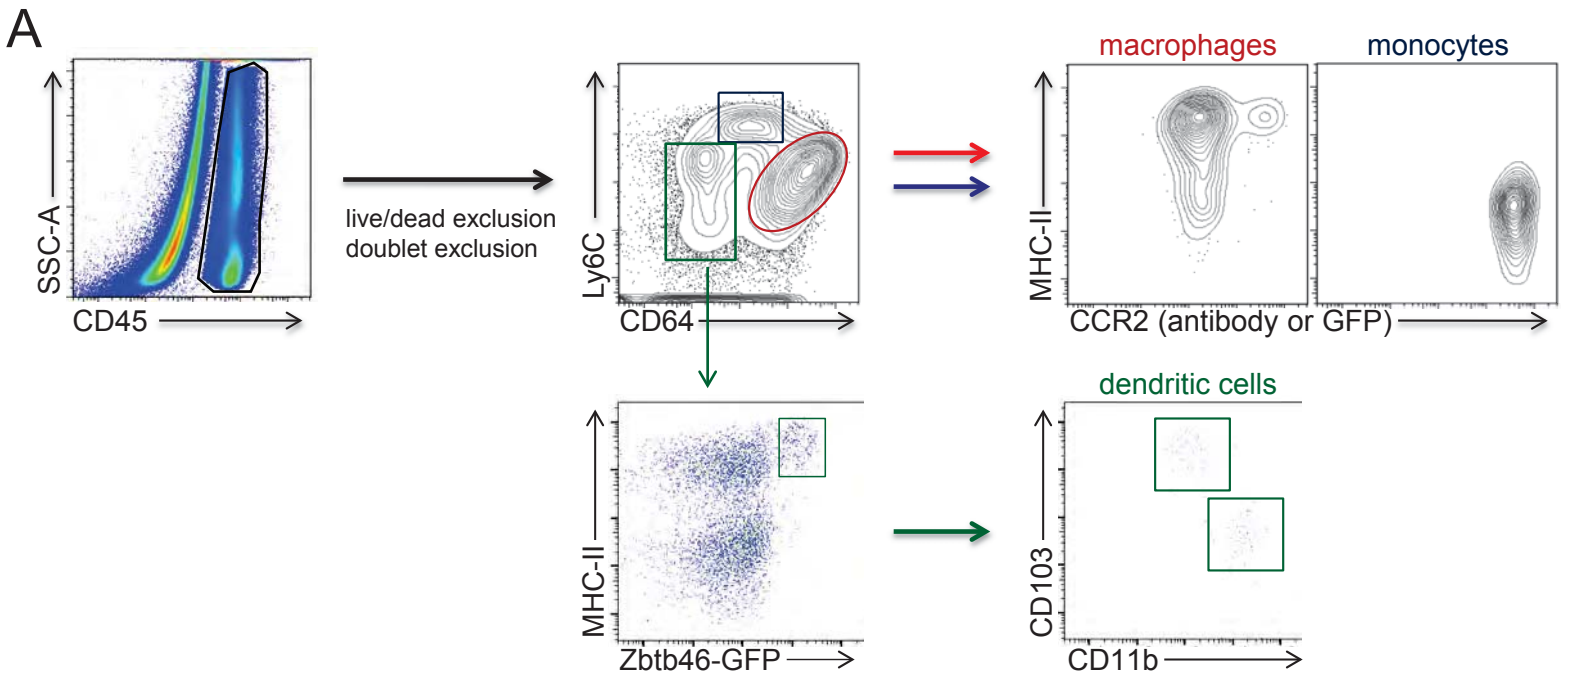 A
SSC-A
CD45
live/dead exclusion
doublet exclusion
Ly6C
CD64
macrophages
monocytes
MHC-II
CCR2 (antibody or GFP)
MHC-II
Zbtb46-GFP
dendritic cells
CD103
CD11b